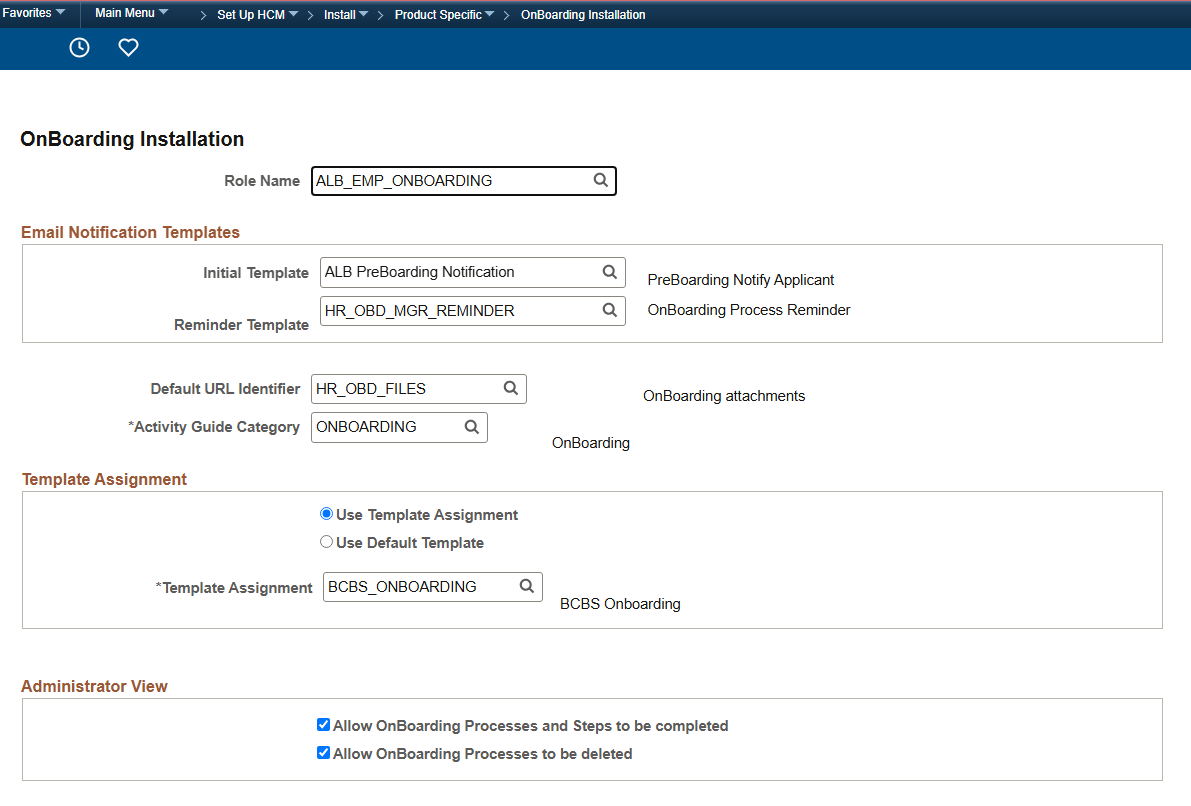 Favorites Main Menu > Set Up HCM > Install > Product Specific > OnBoarding Installation
OnBoarding Installation
Role Name ALB_EMP_ONBOARDING
Email Notification Templates
Initial Template ALB PreBoarding Notification PreBoarding Notify Applicant
Reminder Template HR_OBD_MGR_REMINDER OnBoarding Process Reminder
Default URL Identifier HR_OBD_FILES OnBoarding attachments
*Activity Guide Category ONBOARDING OnBoarding
Template Assignment
Use Template Assignment
Use Default Template
*Template Assignment BCBS_ONBOARDING BCBS Onboarding
Administrator View
Allow OnBoarding Processes and Steps to be completed
Allow OnBoarding Processes to be deleted